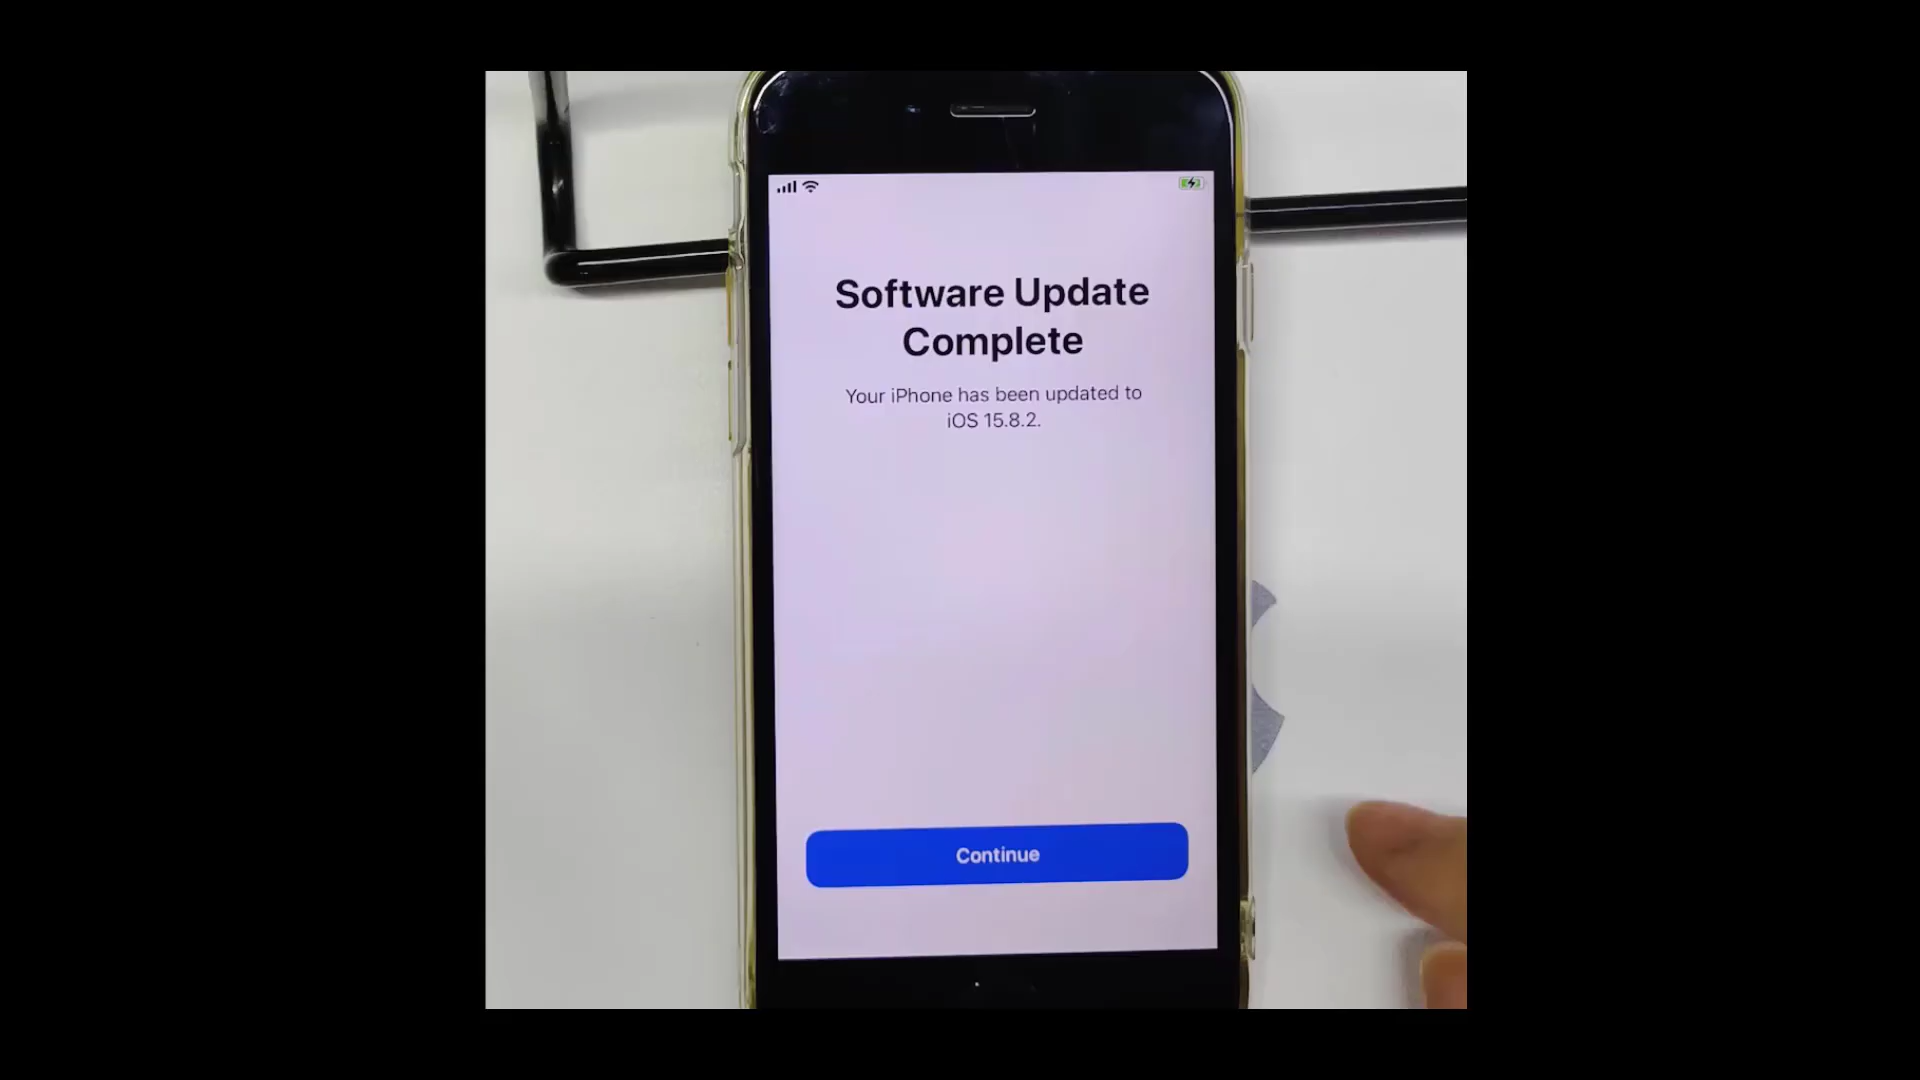 Software Update
Complete
Your iPhone has been updated to
iOS 15.8.2.
Continue